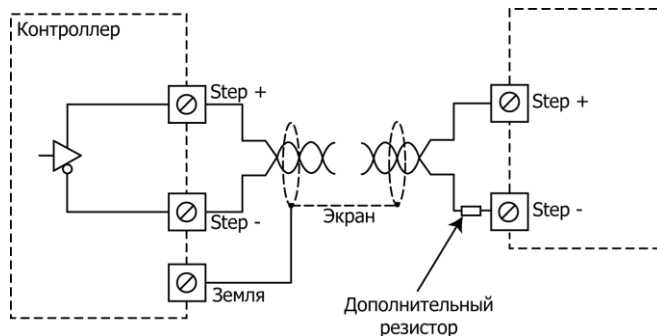 Контроллер
Step +
Step +
Step -
Step -
Экран
Земля
Дополнительный
резистор